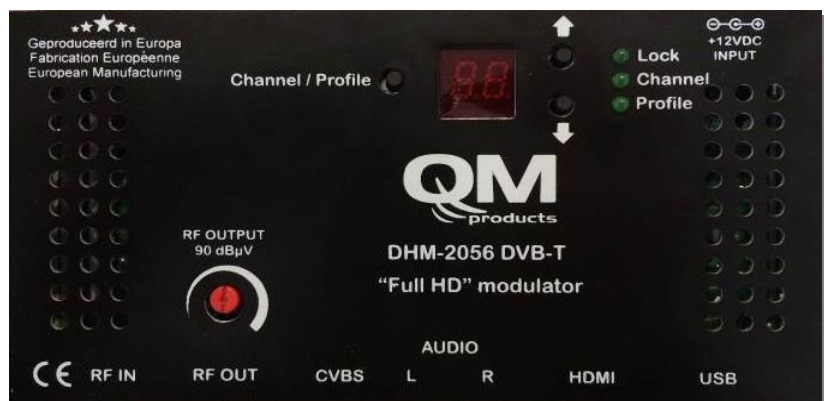 Geproduceerd in Europa
Fabrication Européenne
European Manufacturing
Channel / Profile
88
+12VDC
INPUT
Lock
Channel
Profile
QM
products
RF OUTPUT
90 dBµV
DHM-2056 DVB-T
“Full HD” modulator
AUDIO
CE RF IN RF OUT CVBS L R HDMI USB